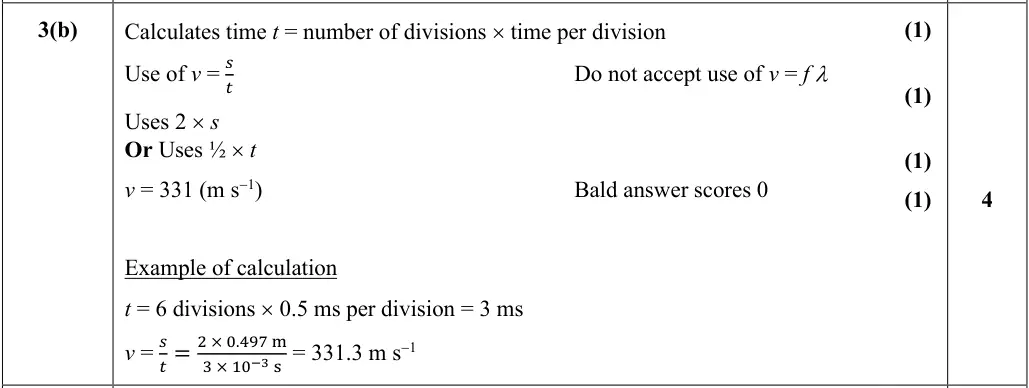 3(b) Calculates time t = number of divisions × time per division (1)
Use of v = s/t Do not accept use of v = f λ
(1)
Uses 2 × s
Or Uses ½ × t
(1)
v = 331 (m s⁻¹) Bald answer scores 0
(1) 4
Example of calculation
t = 6 divisions × 0.5 ms per division = 3 ms
v = s/t = (2 × 0.497 m)/(3 × 10⁻³ s) = 331.3 m s⁻¹